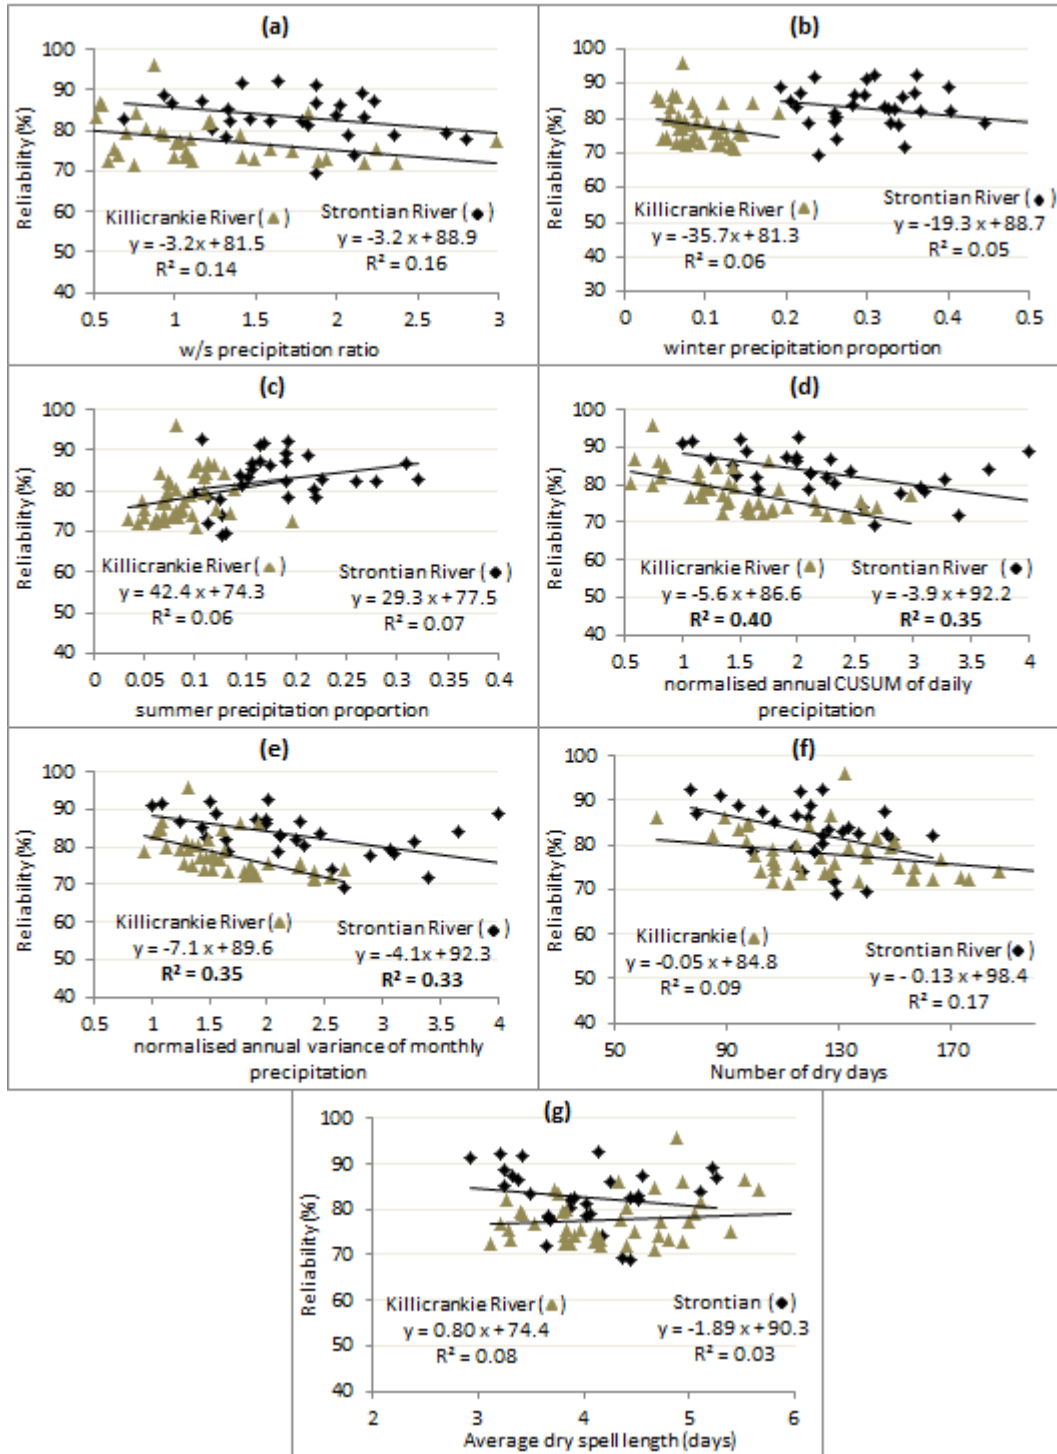 (a)
100
90
80
70
60
50
40
Reliability (%)
Killicrankie River (▲)
y = -3.2x + 81.5
R² = 0.14
Strontian River (◆)
y = -3.2x + 88.9
R² = 0.16
0.5 1 1.5 2 2.5 3
w/s precipitation ratio
(b)
100
90
80
70
60
50
40
30
Reliability (%)
Killicrankie River (▲)
y = -35.7x + 81.3
R² = 0.06
Strontian River (◆)
y = -19.3x + 88.7
R² = 0.05
0 0.1 0.2 0.3 0.4 0.5
winter precipitation proportion
(c)
100
90
80
70
60
50
40
Reliability (%)
Killicrankie River (▲)
y = 42.4x + 74.3
R² = 0.06
Strontian River (◆)
y = 29.3x + 77.5
R² = 0.07
0 0.05 0.1 0.15 0.2 0.25 0.3 0.35 0.4
summer precipitation proportion
(d)
100
90
80
70
60
50
40
Reliability (%)
Killicrankie River (▲)
y = -5.6x + 86.6
R² = 0.40
Strontian River (◆)
y = -3.9x + 92.2
R² = 0.35
0.5 1 1.5 2 2.5 3 3.5 4
normalised annual CUSUM of daily
precipitation
(e)
100
90
80
70
60
50
40
Reliability (%)
Killicrankie River (▲)
y = -7.1x + 89.6
R² = 0.35
Strontian River (◆)
y = -4.1x + 92.3
R² = 0.33
0.5 1 1.5 2 2.5 3 3.5 4
normalised annual variance of monthly
precipitation
(f)
100
90
80
70
60
50
40
Reliability (%)
Killicrankie (▲)
y = -0.05x + 84.8
R² = 0.09
Strontian River (◆)
y = - 0.13x + 98.4
R² = 0.17
50 90 130 170
Number of dry days
(g)
100
90
80
70
60
50
40
Reliability (%)
Killicrankie River (▲)
y = 0.80x + 74.4
R² = 0.08
Strontian (◆)
y = -1.89x + 90.3
R² = 0.03
2 3 4 5 6
Average dry spell length (days)